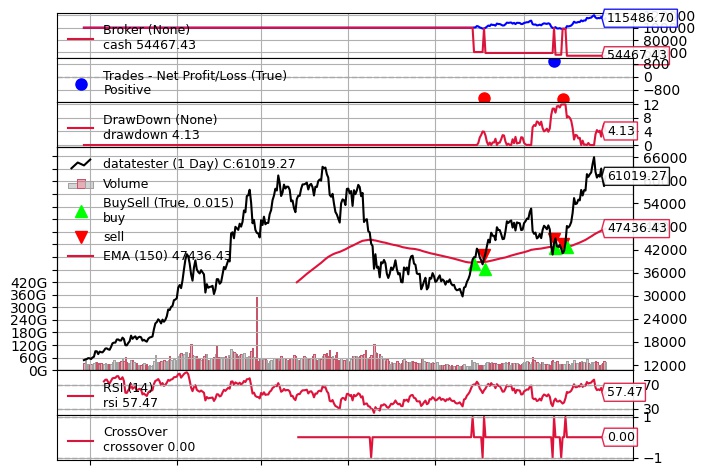 Broker (None)
cash 54467.43
115486.70
100000
80000
54467.43
Trades - Net Profit/Loss (True)
Positive
800
0
−800
DrawDown (None)
drawdown 4.13
12
8
4
0
4.13
datatester (1 Day) C:61019.27
Volume
BuySell (True, 0.015)
buy
sell
EMA (150) 47436.43
66000
61019.27
54000
47436.43
42000
36000
30000
24000
18000
12000
420G
360G
300G
240G
180G
120G
60G
0G
RSI (14)
rsi 57.47
70
57.47
30
CrossOver
crossover 0.00
1
0.00
−1